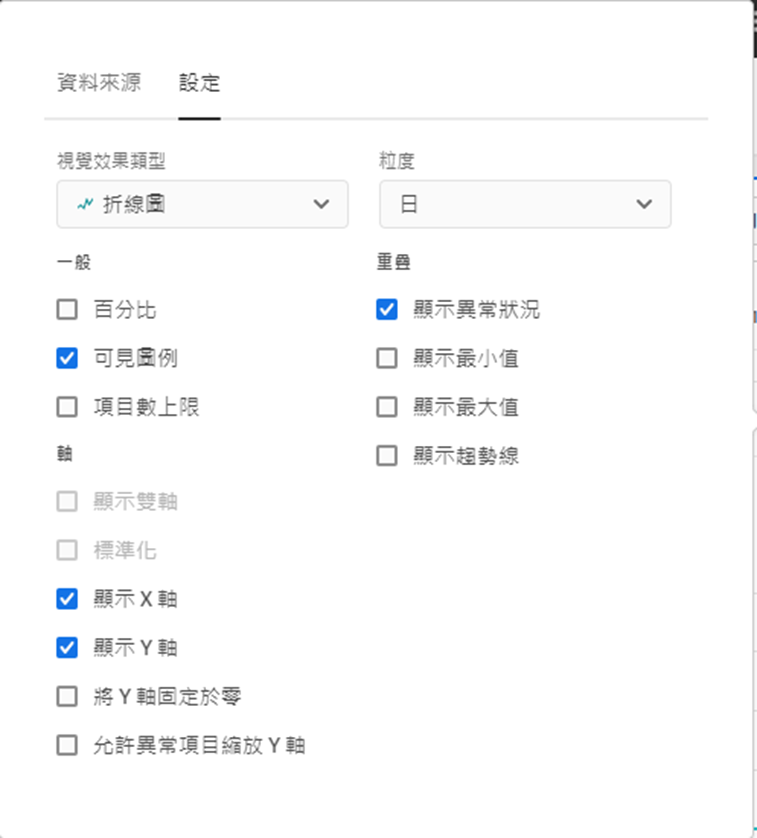 資料來源 設定
視覺效果類型 粒度
折線圖 日
一般
百分比
可見圖例
項目數上限
軸
顯示雙軸
標準化
顯示 X 軸
顯示 Y 軸
將 Y 軸固定於零
允許異常項目縮放 Y 軸
重疊
顯示異常狀況
顯示最小值
顯示最大值
顯示趨勢線